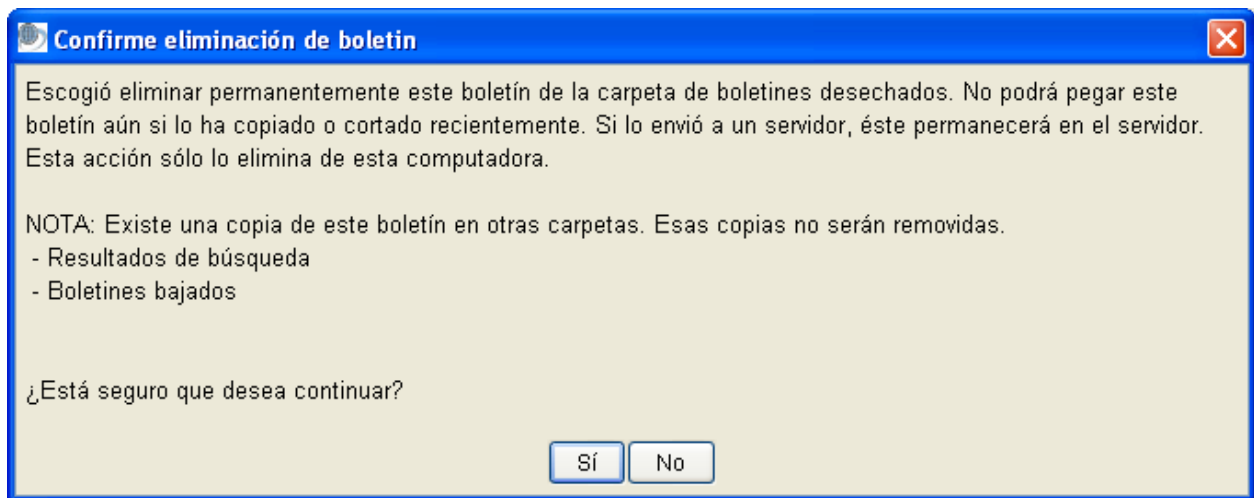 Confirme eliminación de boletin
Escogió eliminar permanentemente este boletín de la carpeta de boletines desechados. No podrá pegar este
boletín aún si lo ha copiado o cortado recientemente. Si lo envió a un servidor, éste permanecerá en el servidor.
Esta acción sólo lo elimina de esta computadora.
NOTA: Existe una copia de este boletín en otras carpetas. Esas copias no serán removidas.
- Resultados de búsqueda
- Boletines bajados
¿Está seguro que desea continuar?
Sí No